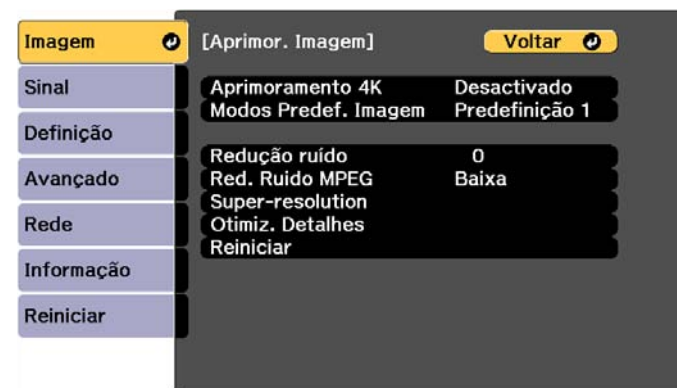 Imagem
[Aprimor. Imagem]
Voltar
Sinal
Definição
Avançado
Rede
Informação
Reiniciar
Aprimoramento 4K Desactivado
Modos Predef. Imagem Predefinição 1
Redução ruído 0
Red. Ruido MPEG Baixa
Super-resolution
Otimiz. Detalhes
Reiniciar